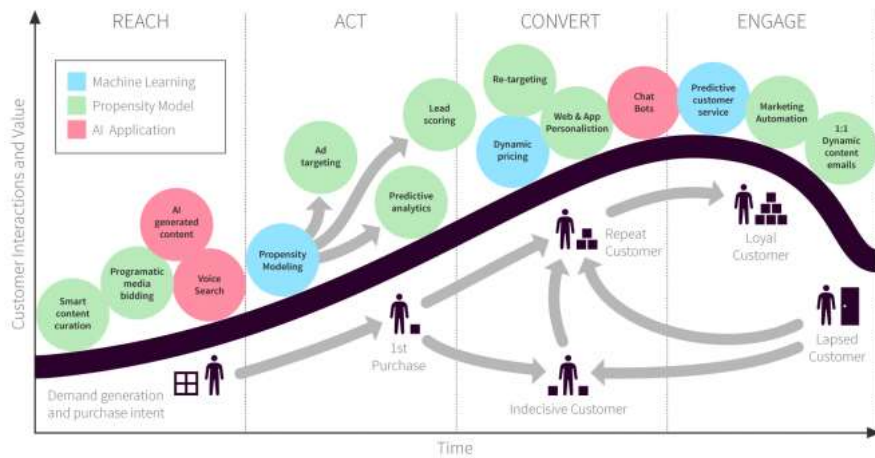 REACH
ACT
CONVERT
ENGAGE
Machine Learning
Propensity Model
AI Application
Customer Interactions and Value
Smart
content
curation
Programatic
media
bidding
AI
generated
content
Voice
Search
Propensity
Modeling
Ad
targeting
Lead
scoring
Predictive
analytics
Re-targeting
Dynamic
pricing
Web & App
Personalistion
Chat
Bots
Predictive
customer
service
Marketing
Automation
1:1
Dynamic
content
emails
Demand generation
and purchase intent
1st
Purchase
Repeat
Customer
Indecisive Customer
Loyal
Customer
Lapsed
Customer
Time